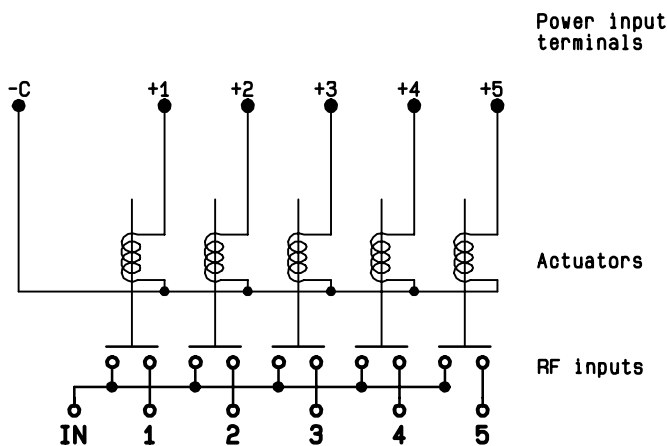 Power input
terminals
-C +1 +2 +3 +4 +5
Actuators
RF inputs
IN 1 2 3 4 5